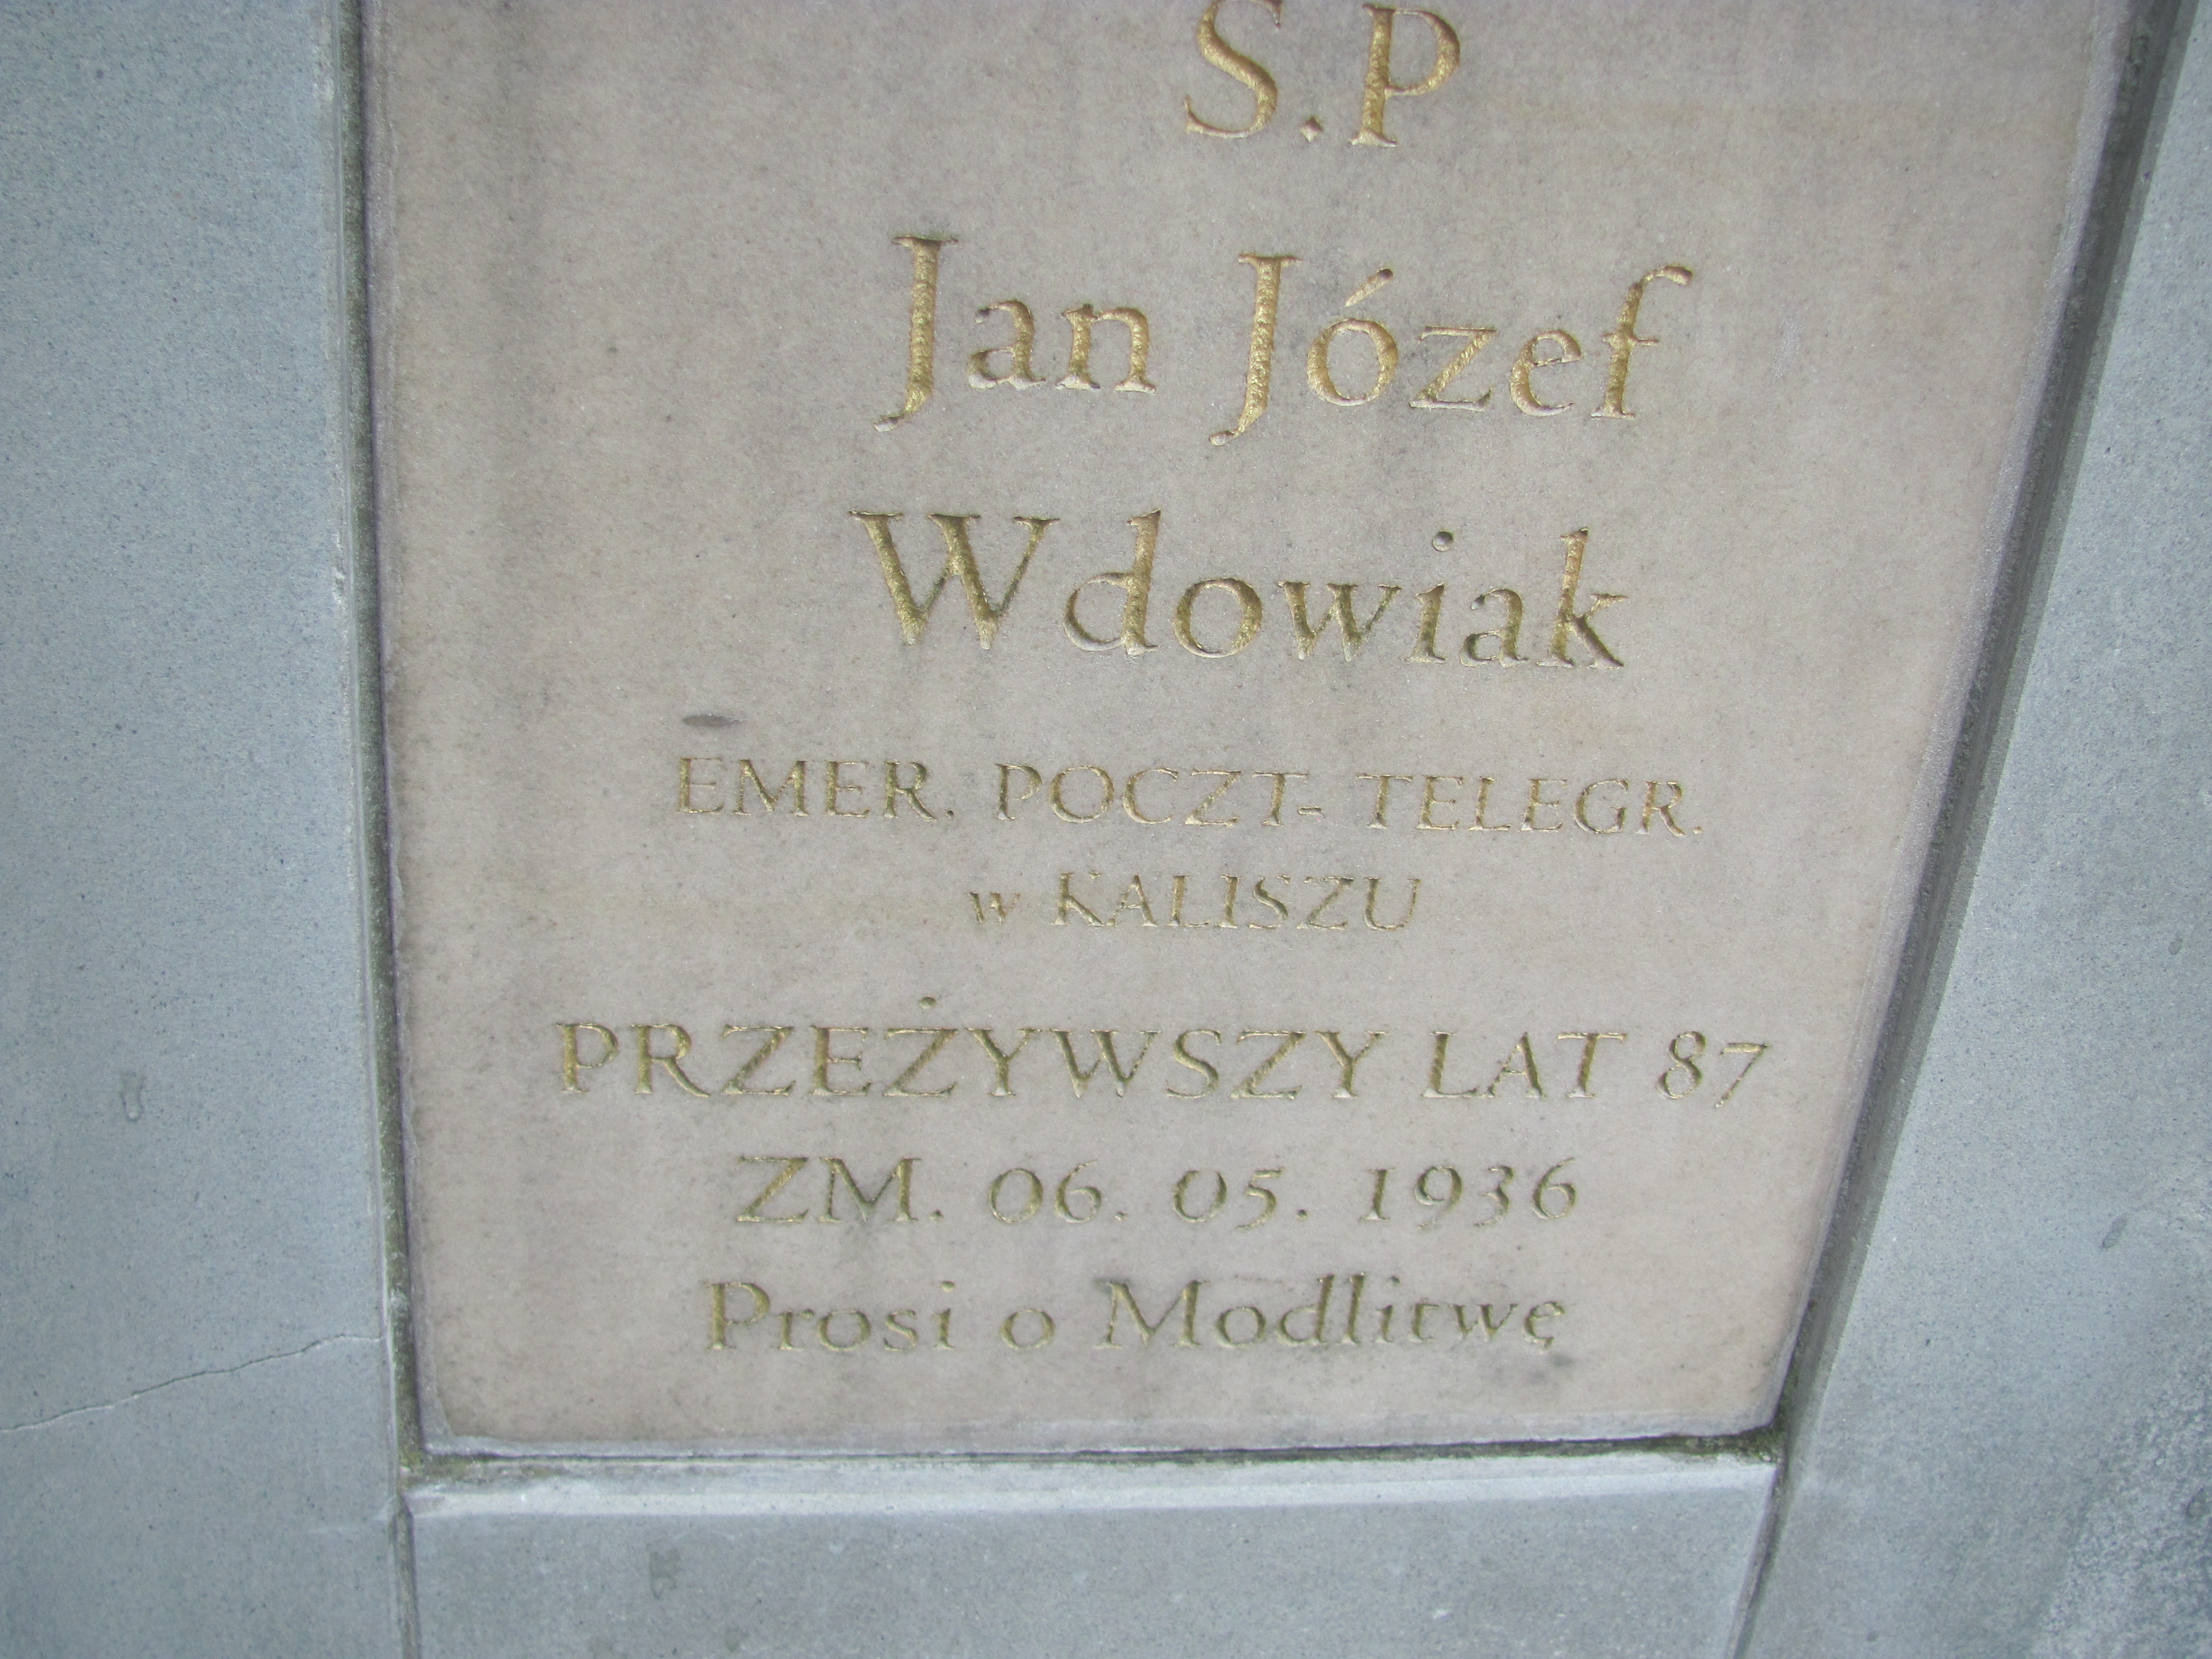 S.P
Jan Józef
Wdowiak
EMER. POCZT- TELEGR.
w KALISZU
PRZEŻYWSZY LAT 87
ZM. 06. 05. 1936
Prosi o Modlitwę